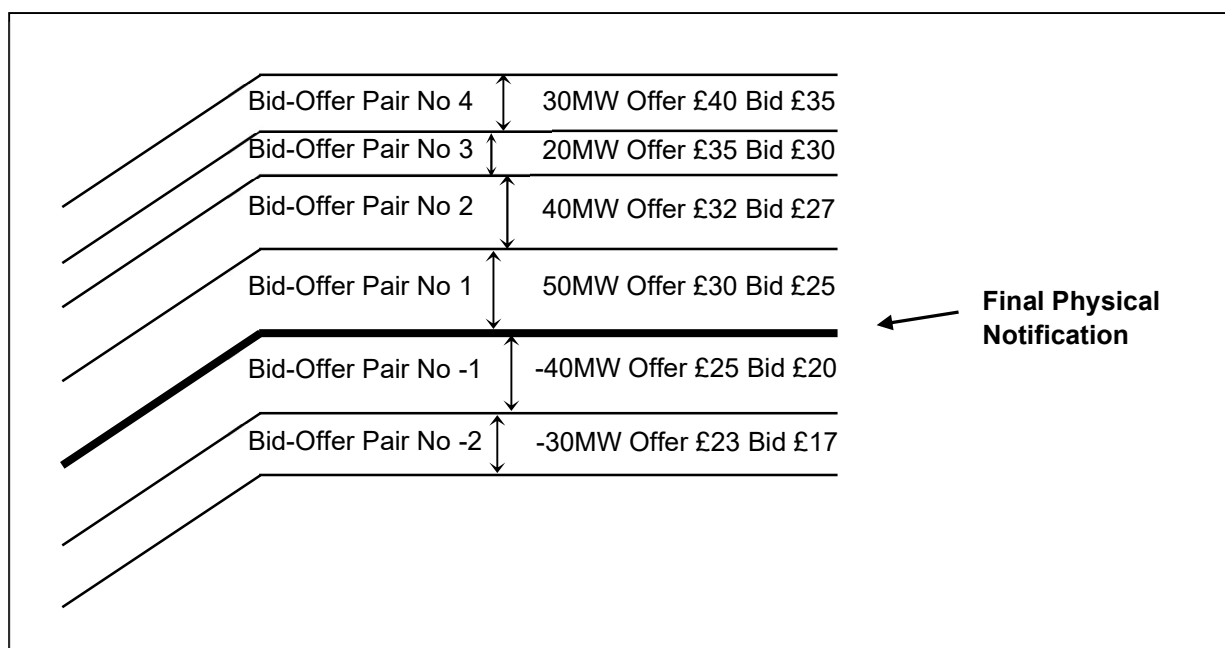 Bid-Offer Pair No 4 30MW Offer £40 Bid £35
Bid-Offer Pair No 3 20MW Offer £35 Bid £30
Bid-Offer Pair No 2 40MW Offer £32 Bid £27
Bid-Offer Pair No 1 50MW Offer £30 Bid £25
Final Physical
Notification
Bid-Offer Pair No -1 -40MW Offer £25 Bid £20
Bid-Offer Pair No -2 -30MW Offer £23 Bid £17